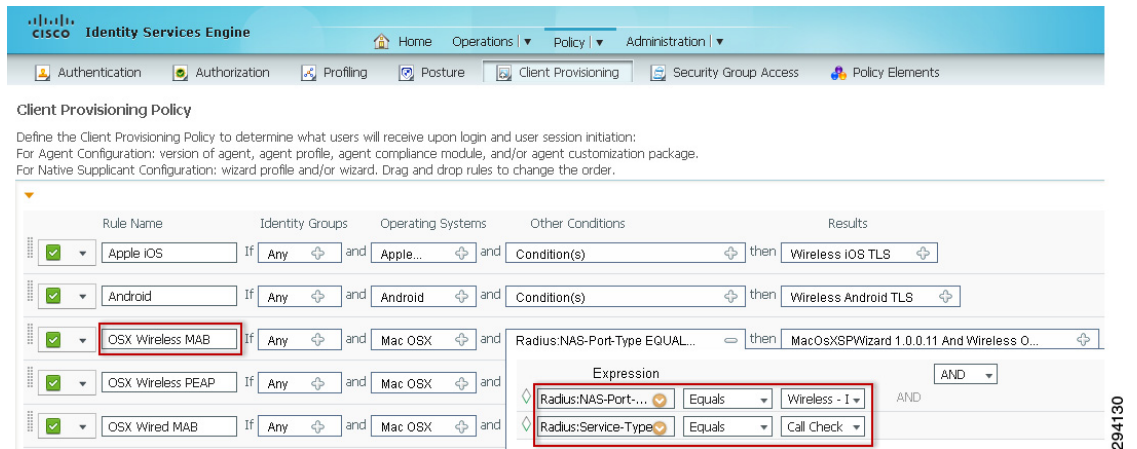 cisco Identity Services Engine
Home Operations | Policy | Administration |
Authentication Authorization Profiling Posture Client Provisioning Security Group Access Policy Elements
Client Provisioning Policy
Define the Client Provisioning Policy to determine what users will receive upon login and user session initiation:
For Agent Configuration: version of agent, agent profile, agent compliance module, and/or agent customization package.
For Native Supplicant Configuration: wizard profile and/or wizard. Drag and drop rules to change the order.
Rule Name Identity Groups Operating Systems Other Conditions Results
Apple iOS If Any and Apple... and Condition(s) then Wireless iOS TLS
Android If Any and Android and Condition(s) then Wireless Android TLS
OSX Wireless MAB If Any and Mac OSX and Radius:NAS-Port-Type EQUAL... then MacOsXSPWizard 1.0.0.11 And Wireless O...
OSX Wireless PEAP If Any and Mac OSX and
OSX Wired MAB If Any and Mac OSX and
Expression AND
Radius:NAS-Port-... Equals Wireless - I AND
Radius:Service-Type Equals Call Check
294130